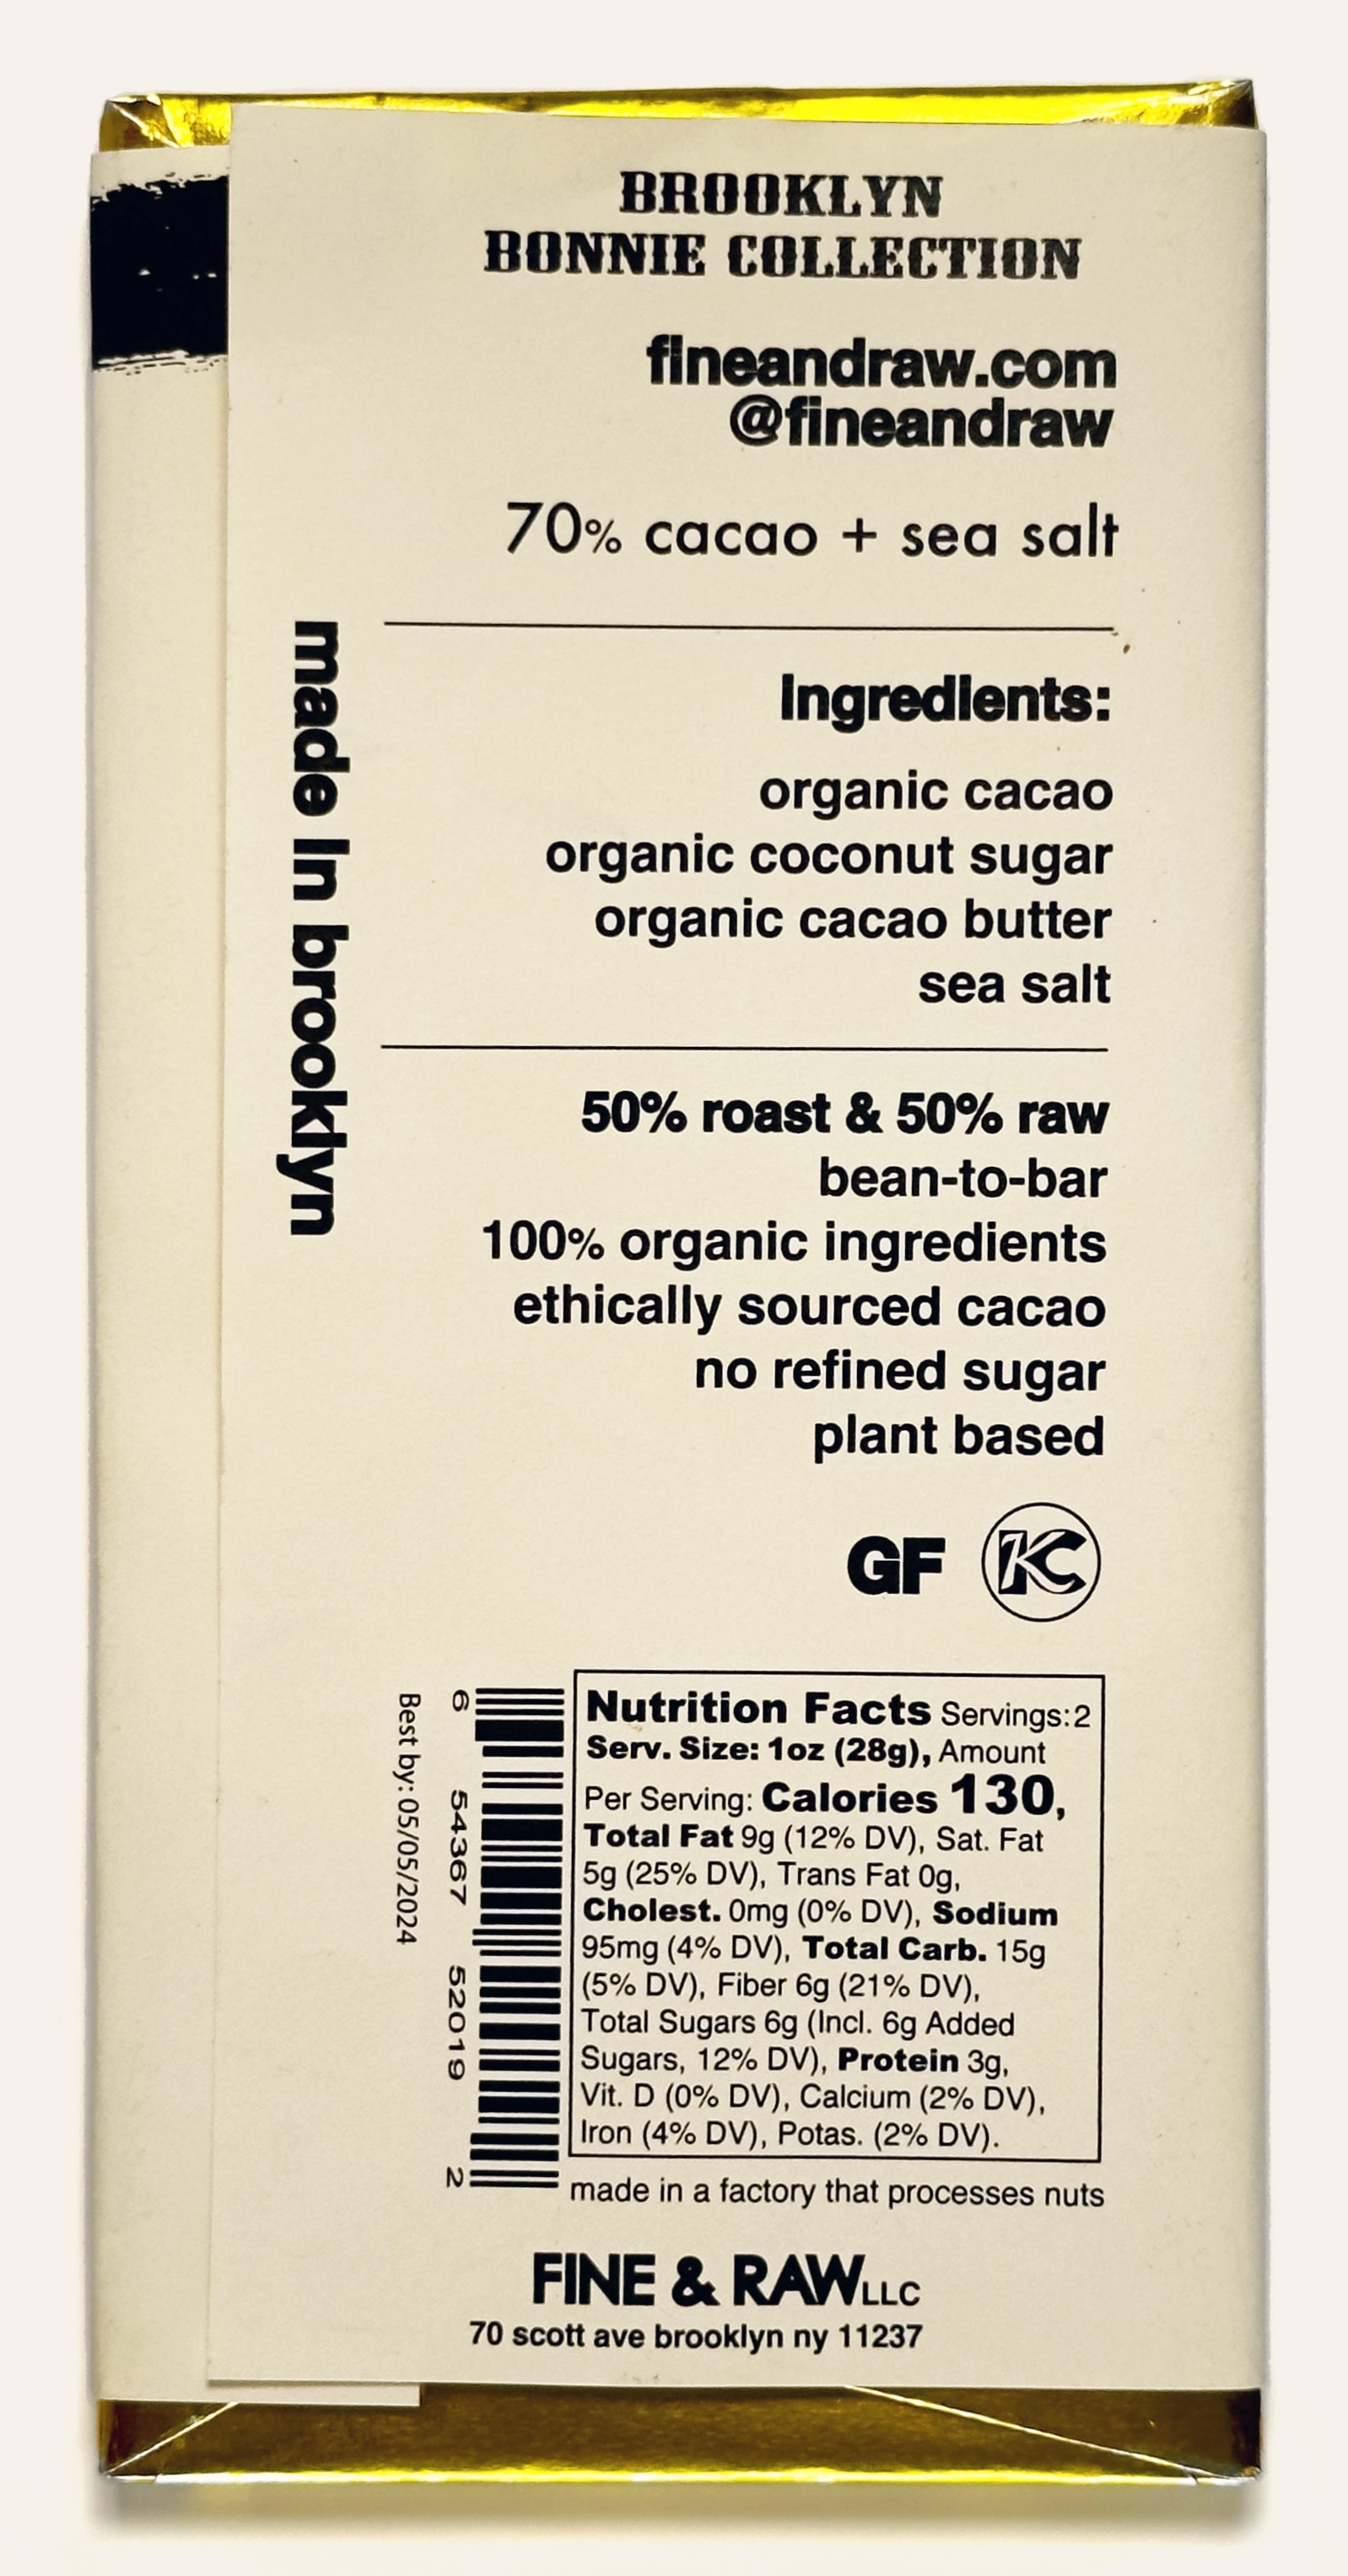 BROOKLYN
BONNIE COLLECTION
fineandraw.com
@fineandraw
70% cacao + sea salt
made in brooklyn
Ingredients:
organic cacao
organic coconut sugar
organic cacao butter
sea salt
50% roast & 50% raw
bean-to-bar
100% organic ingredients
ethically sourced cacao
no refined sugar
plant based
GF KC
Best by: 05/05/2024
6 54367 52019 2
Nutrition Facts Servings: 2
Serv. Size: 1oz (28g), Amount
Per Serving: Calories 130,
Total Fat 9g (12% DV), Sat. Fat
5g (25% DV), Trans Fat 0g,
Cholest. 0mg (0% DV), Sodium
95mg (4% DV), Total Carb. 15g
(5% DV), Fiber 6g (21% DV),
Total Sugars 6g (Incl. 6g Added
Sugars, 12% DV), Protein 3g,
Vit. D (0% DV), Calcium (2% DV),
Iron (4% DV), Potas. (2% DV).
made in a factory that processes nuts
FINE & RAW LLC
70 scott ave brooklyn ny 11237